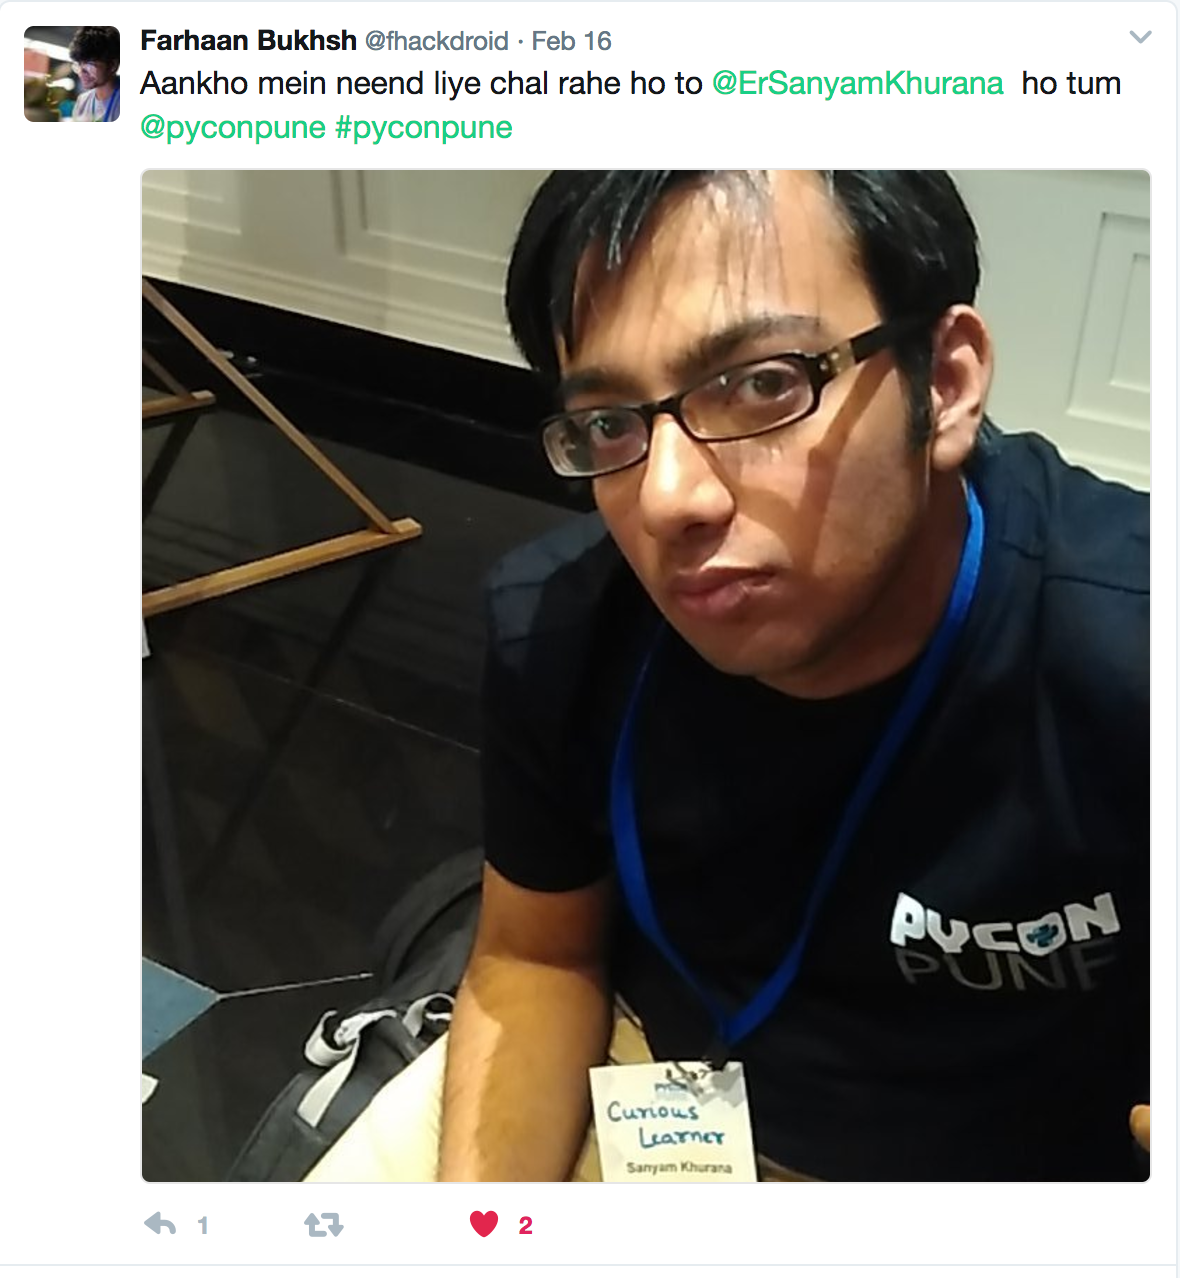 Farhaan Bukhsh @fhackdroid · Feb 16
Aankho mein neend liye chal rahe ho to @ErSanyamKhurana ho tum
@pyconpune #pyconpune
PYCON
PUNE
Curious
Learner
Sanyam Khurana
1
2